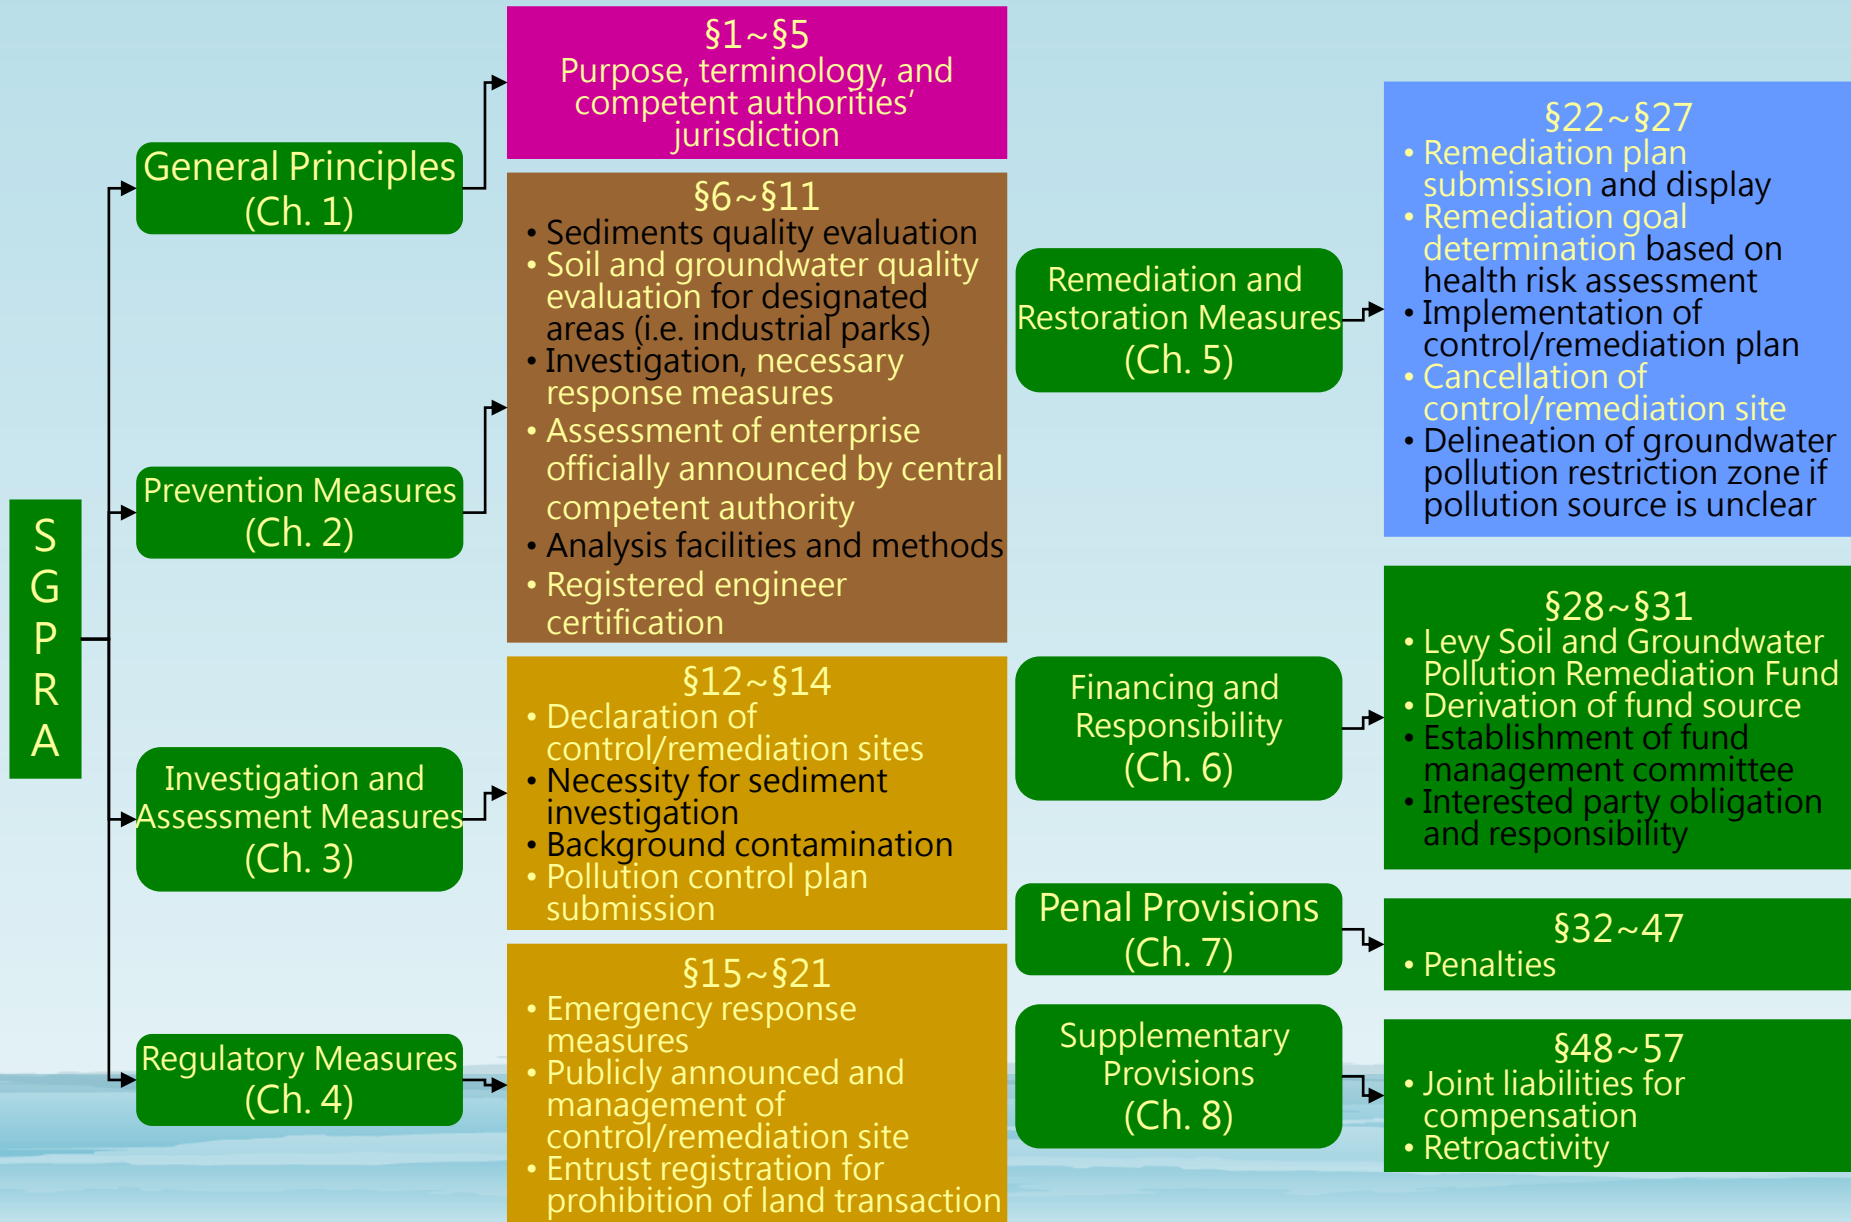 S
G
P
R
A
General Principles
(Ch. 1)
§1~§5
Purpose, terminology, and
competent authorities’
jurisdiction
Prevention Measures
(Ch. 2)
§6~§11
• Sediments quality evaluation
• Soil and groundwater quality
evaluation for designated
areas (i.e. industrial parks)
• Investigation, necessary
response measures
• Assessment of enterprise
officially announced by central
competent authority
• Analysis facilities and methods
• Registered engineer
certification
Investigation and
Assessment Measures
(Ch. 3)
§12~§14
• Declaration of
control/remediation sites
• Necessity for sediment
investigation
• Background contamination
• Pollution control plan
submission
Regulatory Measures
(Ch. 4)
§15~§21
• Emergency response
measures
• Publicly announced and
management of
control/remediation site
• Entrust registration for
prohibition of land transaction
Remediation and
Restoration Measures
(Ch. 5)
§22~§27
• Remediation plan
submission and display
• Remediation goal
determination based on
health risk assessment
• Implementation of
control/remediation plan
• Cancellation of
control/remediation site
• Delineation of groundwater
pollution restriction zone if
pollution source is unclear
Financing and
Responsibility
(Ch. 6)
§28~§31
• Levy Soil and Groundwater
Pollution Remediation Fund
• Derivation of fund source
• Establishment of fund
management committee
• Interested party obligation
and responsibility
Penal Provisions
(Ch. 7)
§32~47
• Penalties
Supplementary
Provisions
(Ch. 8)
§48~57
• Joint liabilities for
compensation
• Retroactivity